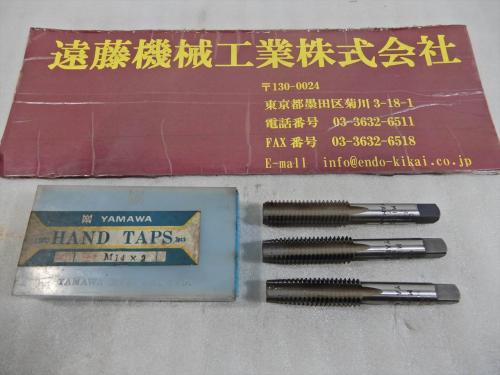 遠藤機械工業株式会社
〒130-0024
東京都墨田区菊川3-18-1
電話番号 03-3632-6511
FAX番号 03-3632-6518
E-mall info@endo-kikai.co.jp
YAMAWA
HAND TAPS
M14×2
YAMAWA